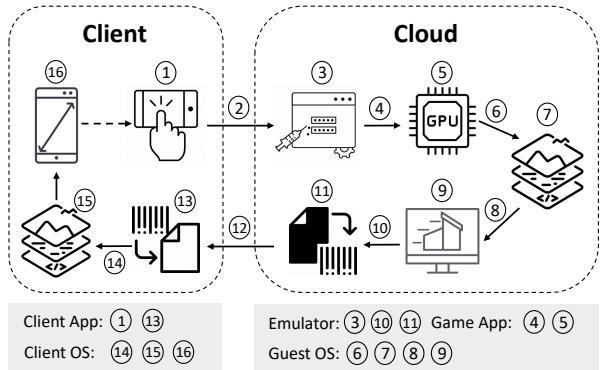 Client Cloud
16 1 3 5
2 4 6 7
GPU
15 13 11 9 8
12 10
14
</>
</>
Client App: 1 13
Client OS: 14 15 16
Emulator: 3 10 11 Game App: 4 5
Guest OS: 6 7 8 9